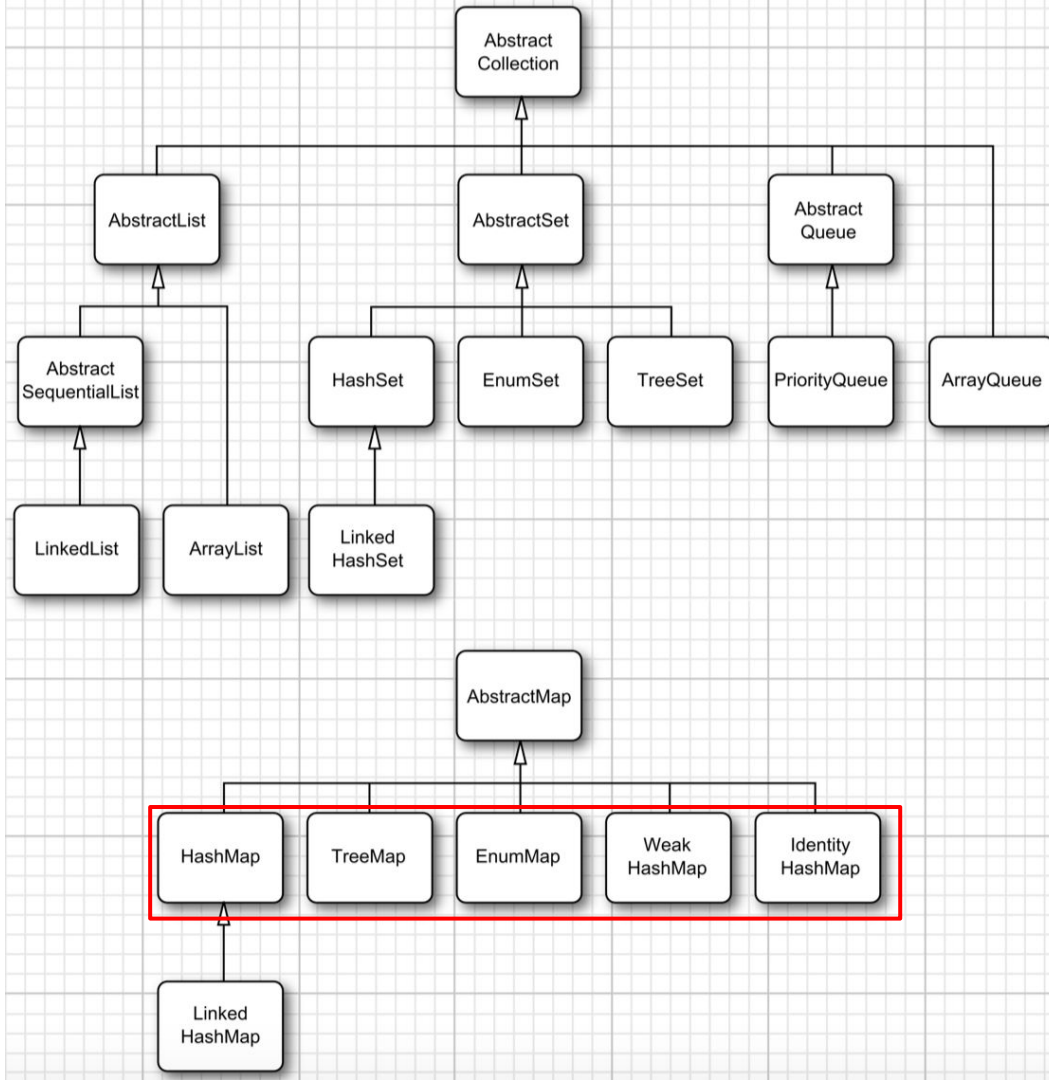 Abstract
Collection
AbstractList
AbstractSet
Abstract
Queue
Abstract
SequentialList
HashSet
EnumSet
TreeSet
PriorityQueue
ArrayQueue
LinkedList
ArrayList
Linked
HashSet
AbstractMap
HashMap
TreeMap
EnumMap
Weak
HashMap
Identity
HashMap
Linked
HashMap